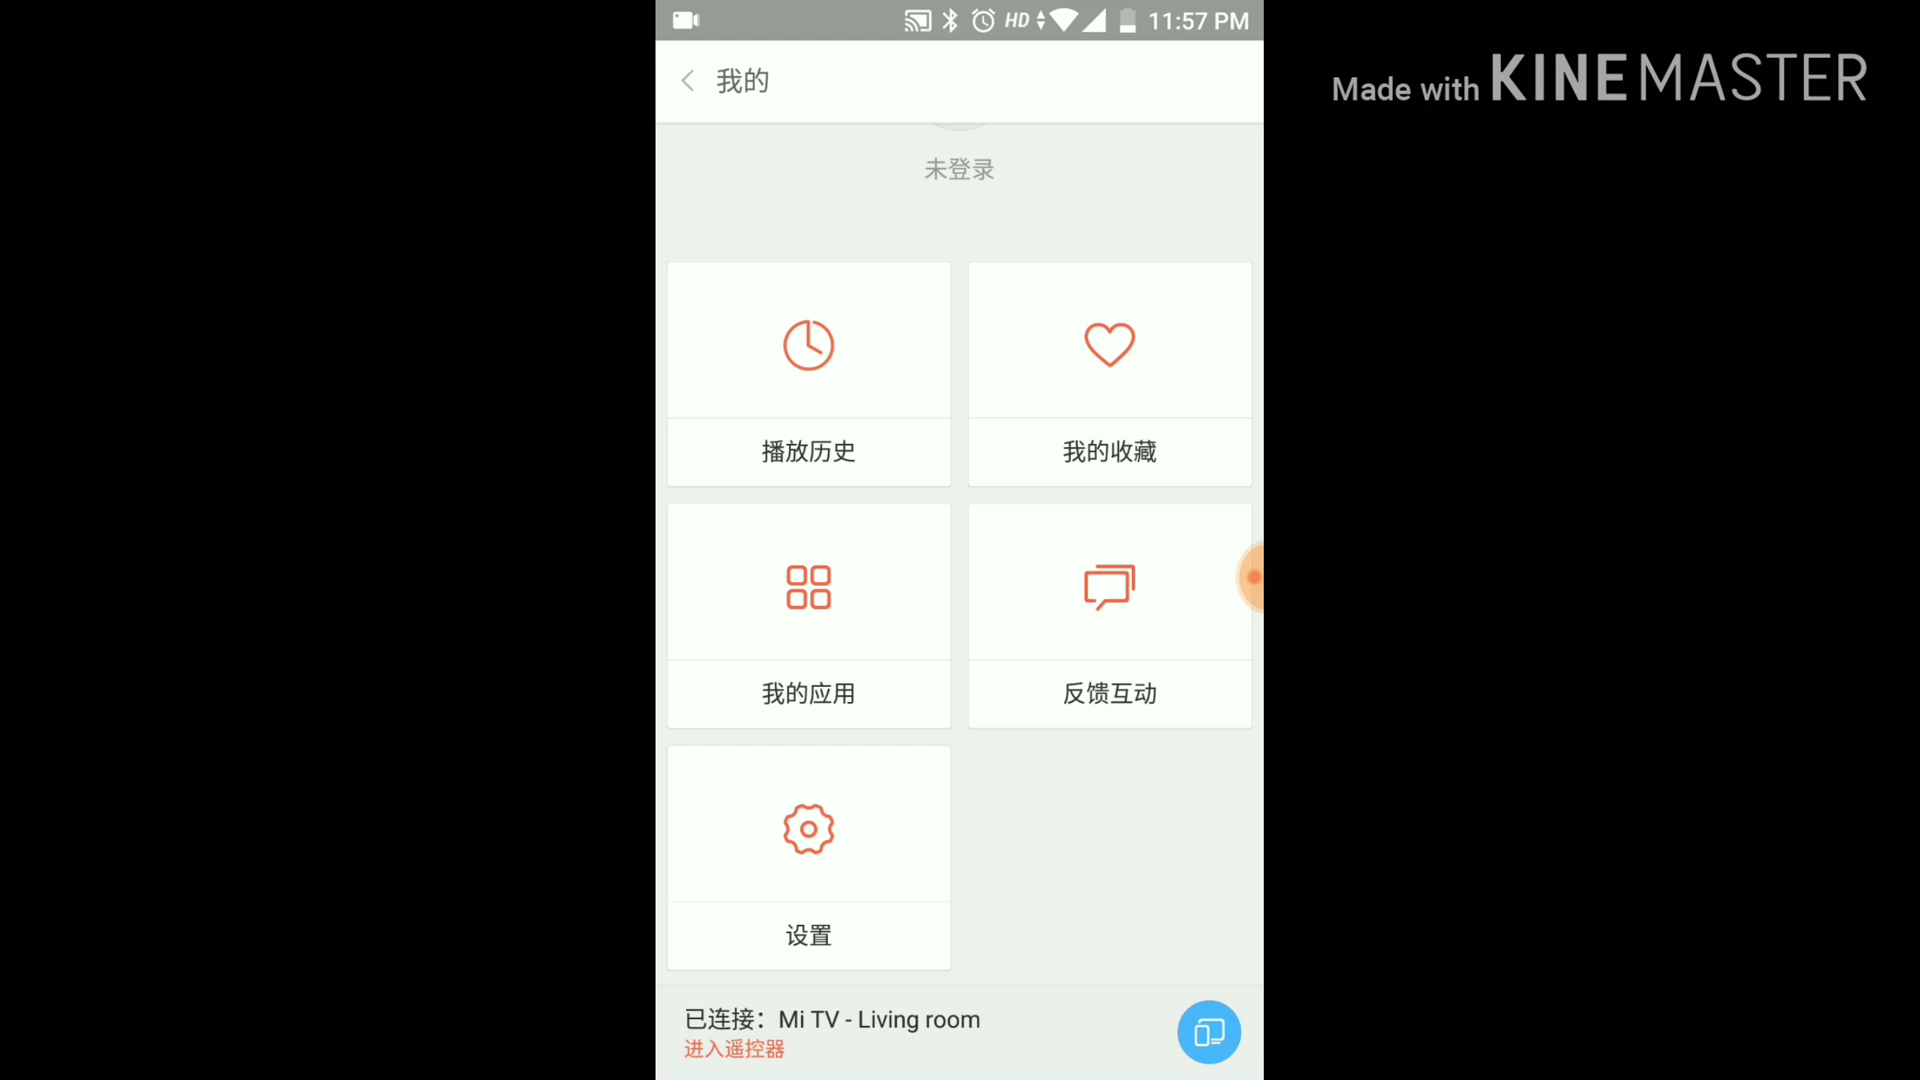 HD 11:57 PM
Made with KINEMASTER
我的
未登录
播放历史
我的收藏
我的应用
反馈互动
设置
已连接：Mi TV - Living room
进入遥控器